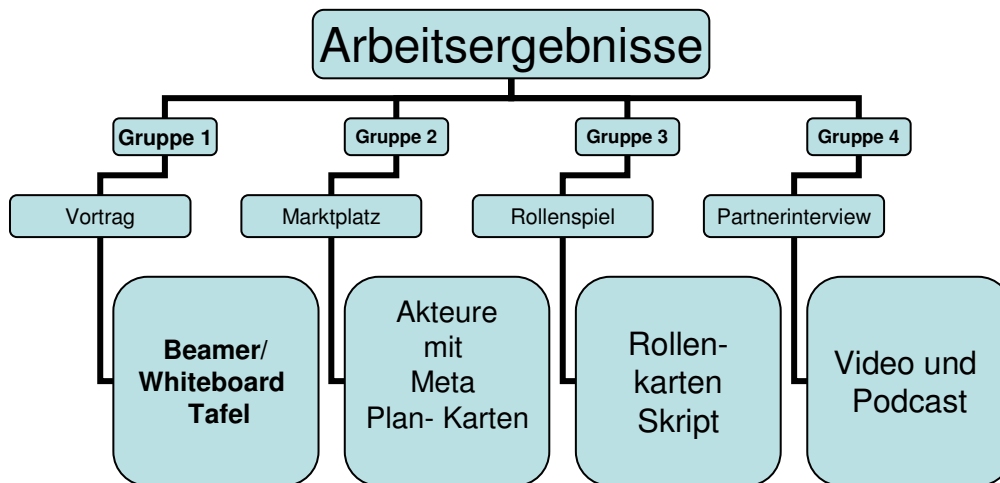 Arbeitsergebnisse
Gruppe 1
Gruppe 2
Gruppe 3
Gruppe 4
Vortrag
Marktplatz
Rollenspiel
Partnerinterview
Beamer/
Whiteboard
Tafel
Akteure
mit
Meta
Plan- Karten
Rollen-
karten
Skript
Video und
Podcast